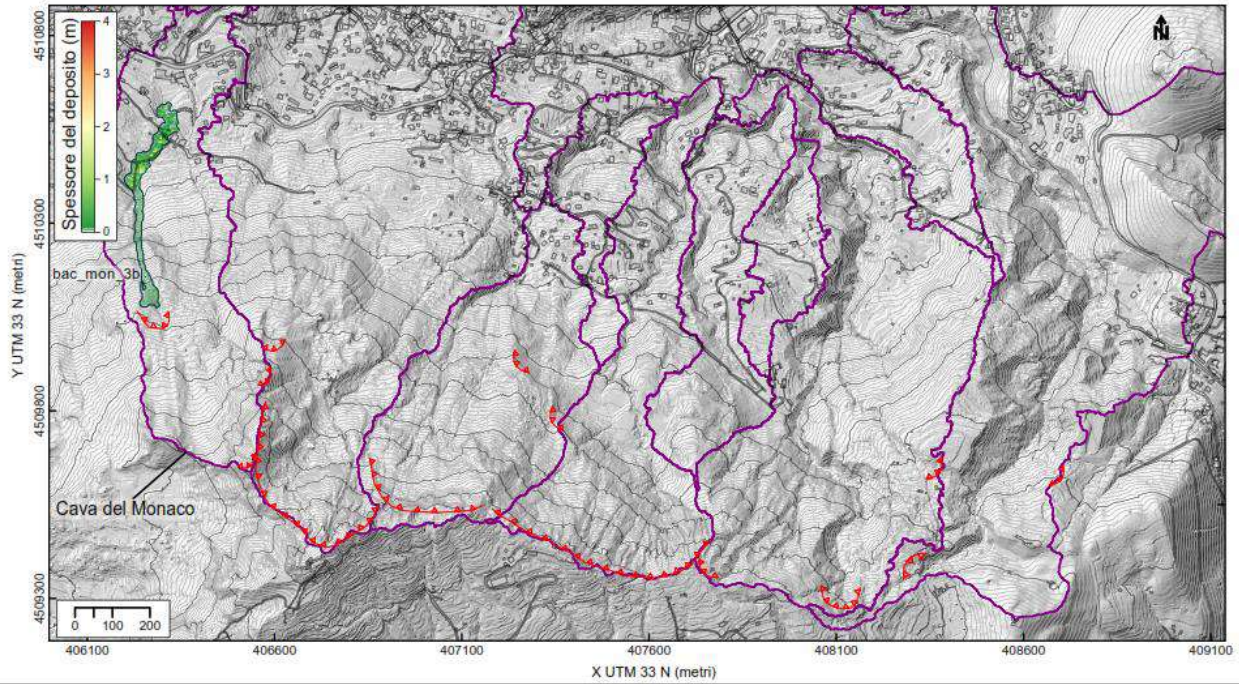 Spessore del deposito (m)
4
3
2
1
0
N
4510800
4510300
4509800
4509300
Y UTM 33 N (metri)
bac_mon_3b
Cava del Monaco
0 100 200
406100 406600 407100 407600 408100 408600 409100
X UTM 33 N (metri)